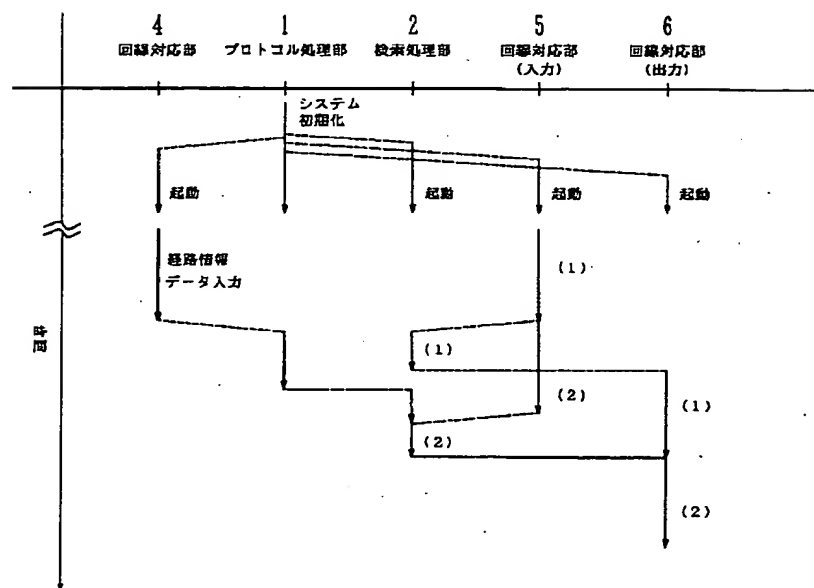 4
1
2
5
6
回線対応部
プロトコル処理部
検索処理部
回線対応部
(入力)
回線対応部
(出力)
システム
初期化
起動
起動
起動
起動
経路情報
データ入力
(1)
時間
(1)
(2)
(1)
(2)
(2)